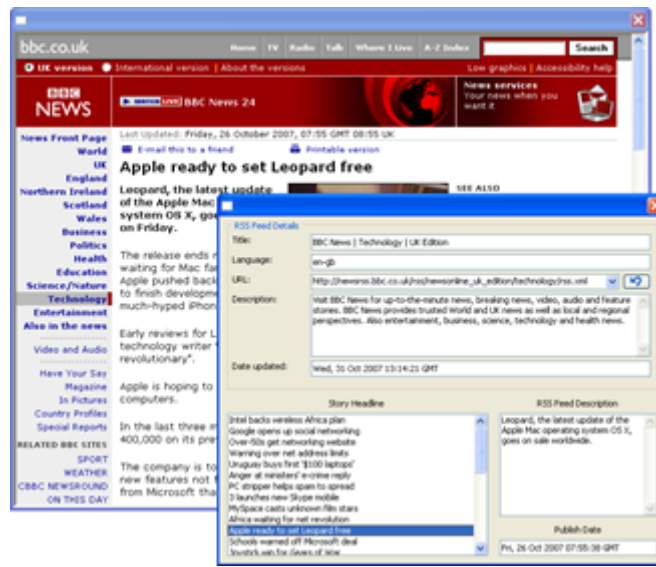 bbc.co.uk
Home TV Radio Talk Where I Live A-Z Index Search
UK version International version | About the versions Low graphics | Accessibility help
BBC NEWS
WATCH LIVE BBC News 24
News services
Your news when you
want it
Last Updated: Friday, 26 October 2007, 07:55 GMT 08:55 UK
E-mail this to a friend Printable version
Apple ready to set Leopard free
Leopard, the latest update
of the Apple Mac
system OS X, goe
on Friday.
SEE ALSO
The release ends m
waiting for Mac fan
Apple pushed back
to finish developme
much-hyped iPhon
Early reviews for L
technology writer
revolutionary".
Apple is hoping to
computers.
In the last three m
400,000 on its pre
The company is to
new features not f
from Microsoft tha
News Front Page
World
UK
England
Northern Ireland
Scotland
Wales
Business
Politics
Health
Education
Science/Nature
Technology
Entertainment
Also in the news
Video and Audio
Have Your Say
Magazine
In Pictures
Country Profiles
Special Reports
RELATED BBC SITES
SPORT
WEATHER
CBBC NEWSROUND
ON THIS DAY
RSS Feed Details
Title: BBC News | Technology | UK Edition
Language: en-gb
URL: http://newsrss.bbc.co.uk/rss/newsonline_uk_edition/technology/rss.xml
Description: Visit BBC News for up-to-the-minute news, breaking news, video, audio and feature
stories. BBC News provides trusted World and UK news as well as local and regional
perspectives. Also entertainment, business, science, technology and health news.
Date updated: Wed, 31 Oct 2007 13:14:21 GMT
Story Headline
Intel backs wireless Africa plan
Google opens up social networking
Over-50s get networking website
Warning over net address limits
Uruguay buys first '$100 laptops'
Anger at ministers' e-crime reply
PC stripper helps spam to spread
3 launches new Skype mobile
MySpace casts unknown film stars
Africa waiting for net revolution
Apple ready to set Leopard free
Schools warned off Microsoft deal
Joystick win for Gears of War
RSS Feed Description
Leopard, the latest update of the
Apple Mac operating system OS X,
goes on sale worldwide.
Publish Date
Fri, 26 Oct 2007 07:55:38 GMT